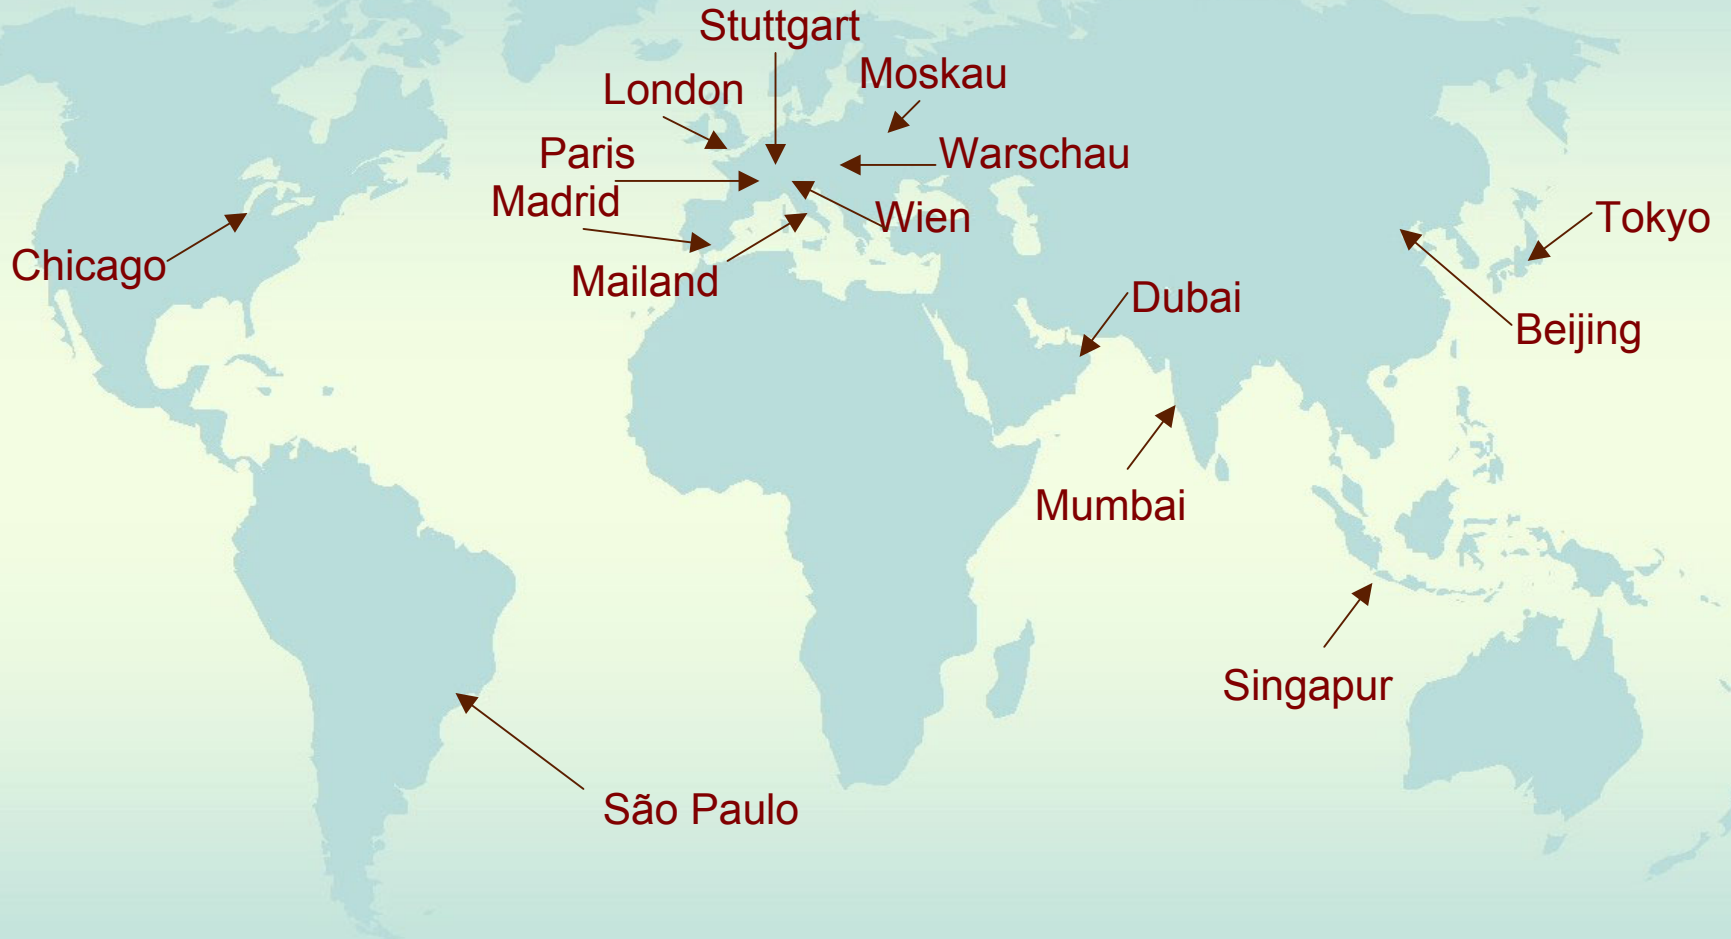 Stuttgart
Moskau
London
Paris
Warschau
Madrid
Wien
Tokyo
Chicago
Mailand
Dubai
Beijing
Mumbai
Singapur
São Paulo